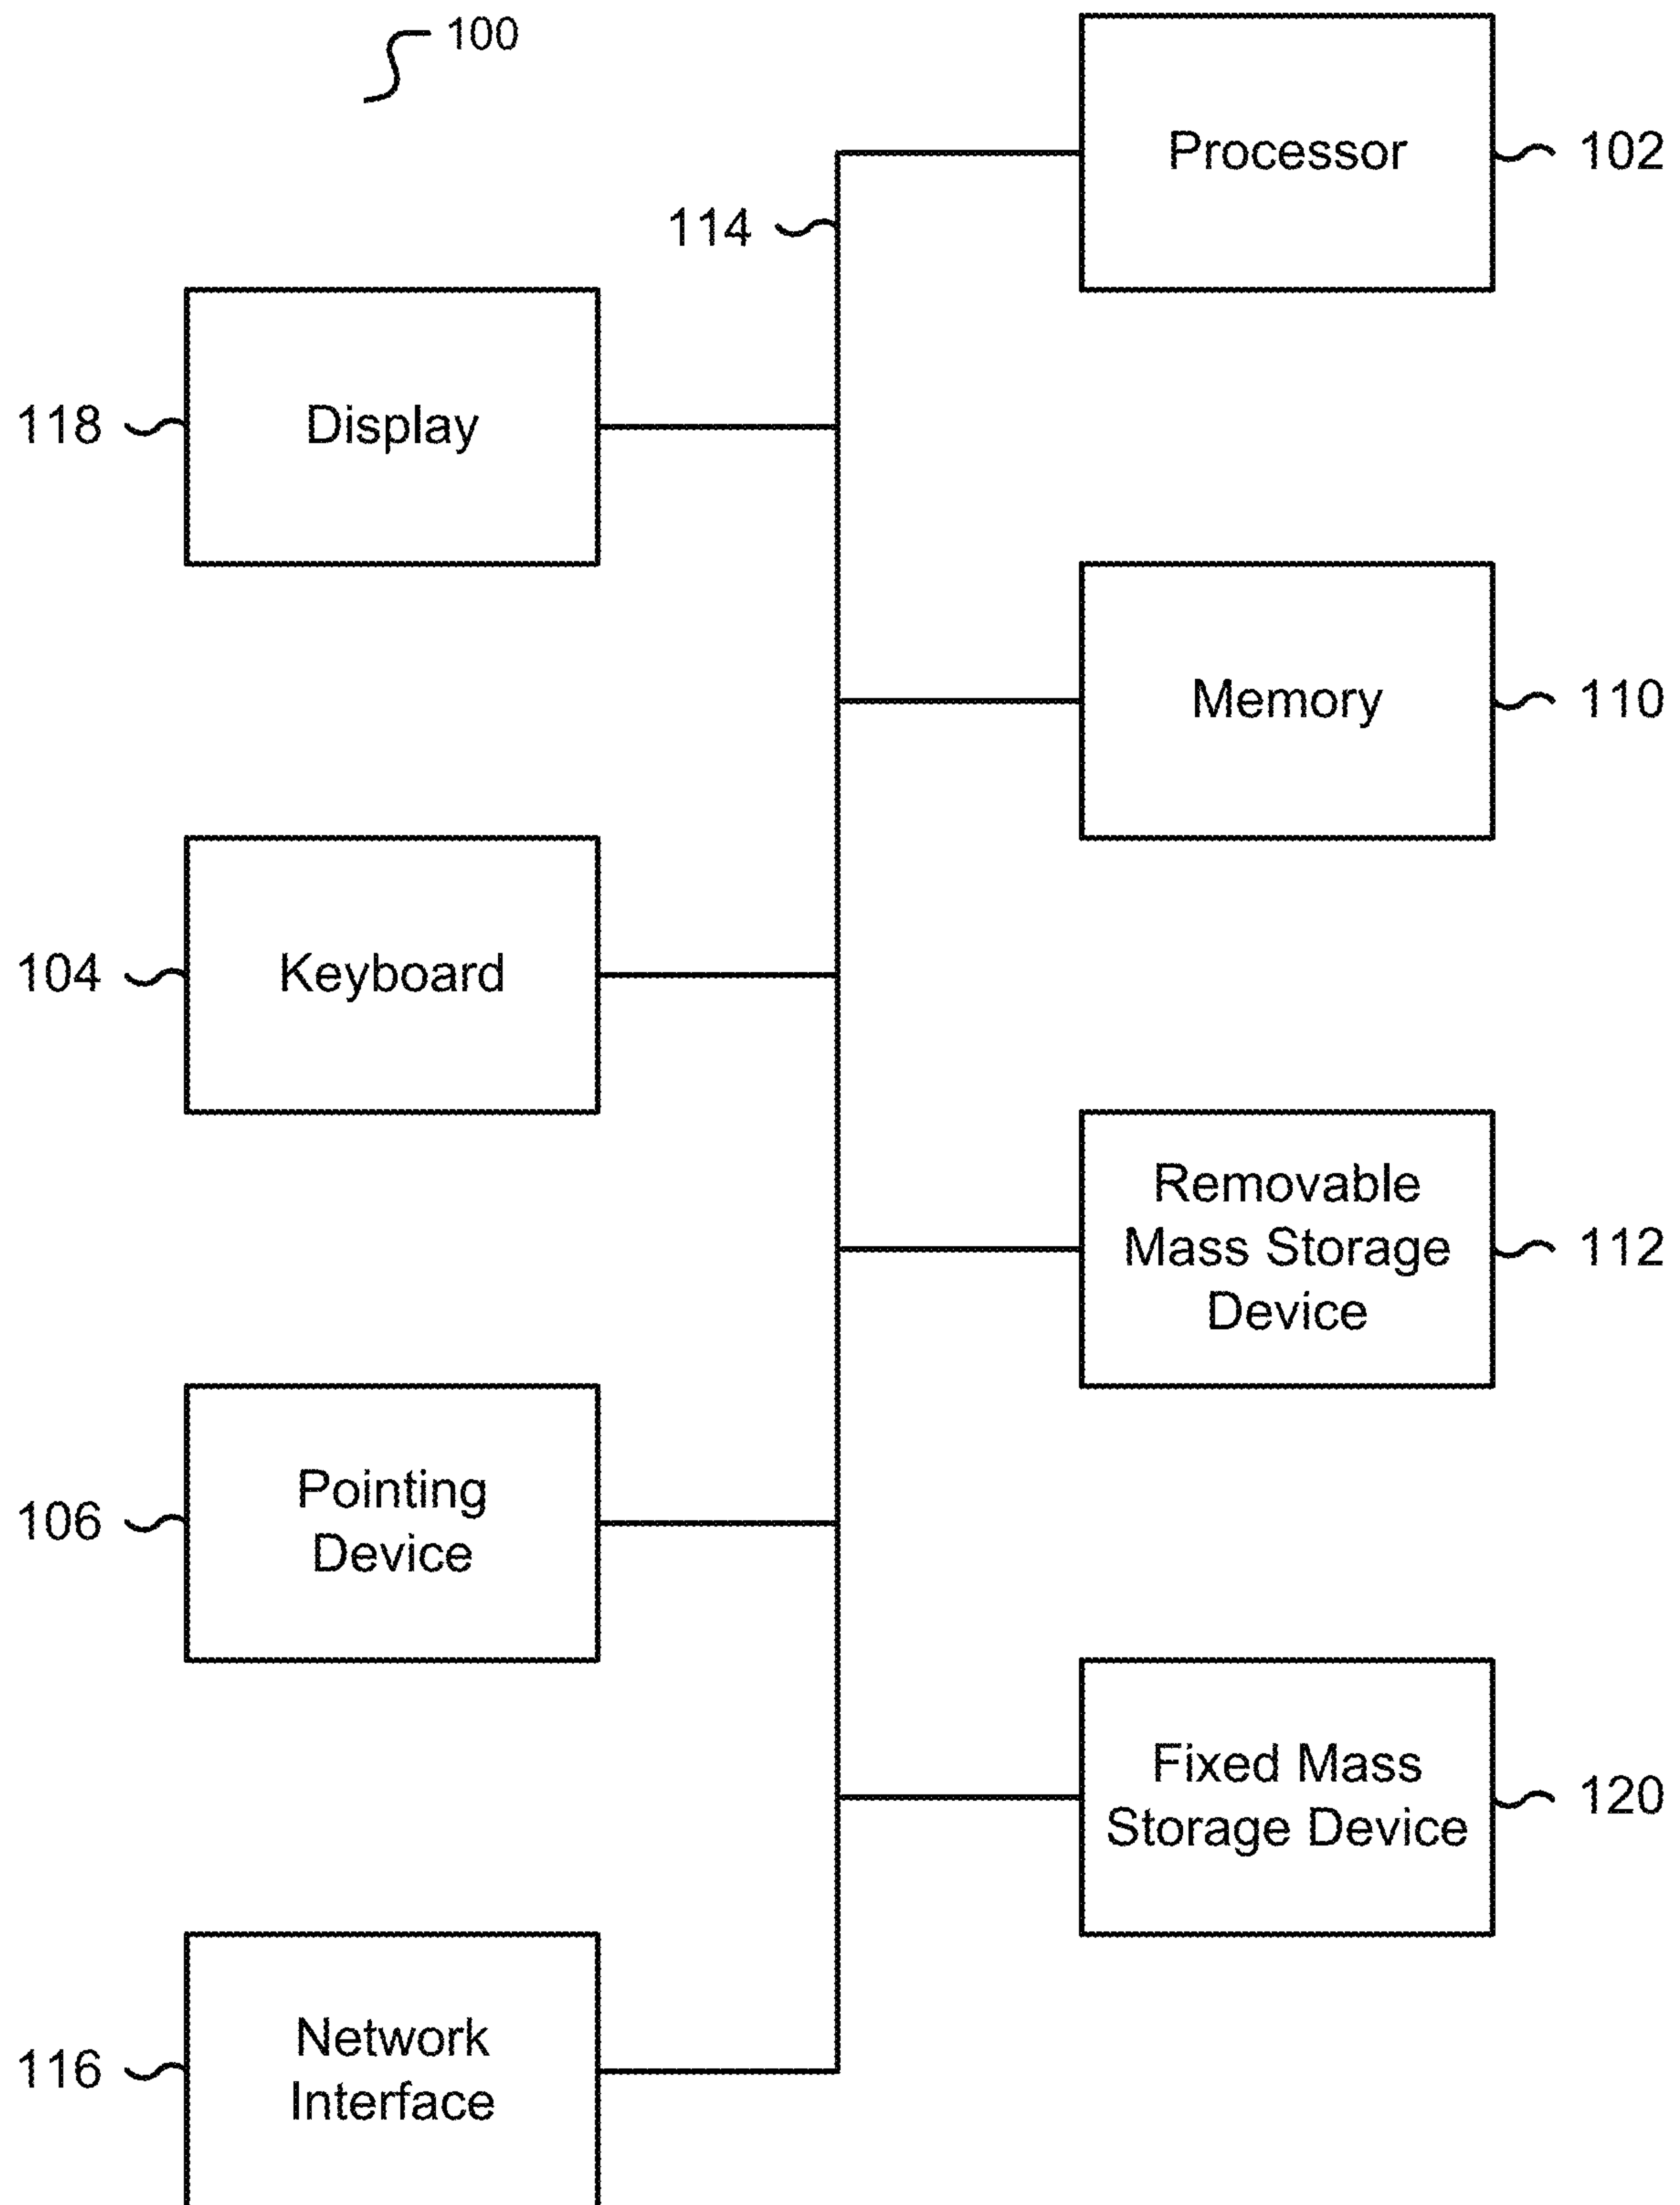 100
Processor
102
114
118
Display
Memory
110
104
Keyboard
Removable
Mass Storage
Device
112
106
Pointing
Device
Fixed Mass
Storage Device
120
116
Network
Interface